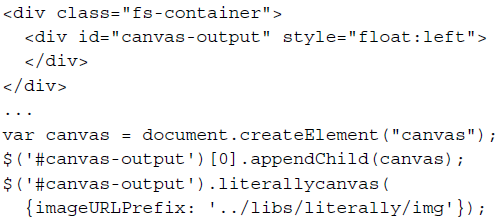 <div class="fs-container">
  <div id="canvas-output" style="float:left">
  </div>
</div>
...
var canvas = document.createElement("canvas");
$('#canvas-output')[0].appendChild(canvas);
$('#canvas-output').literallycanvas(
  {imageURLPrefix: '../libs/literally/img'});